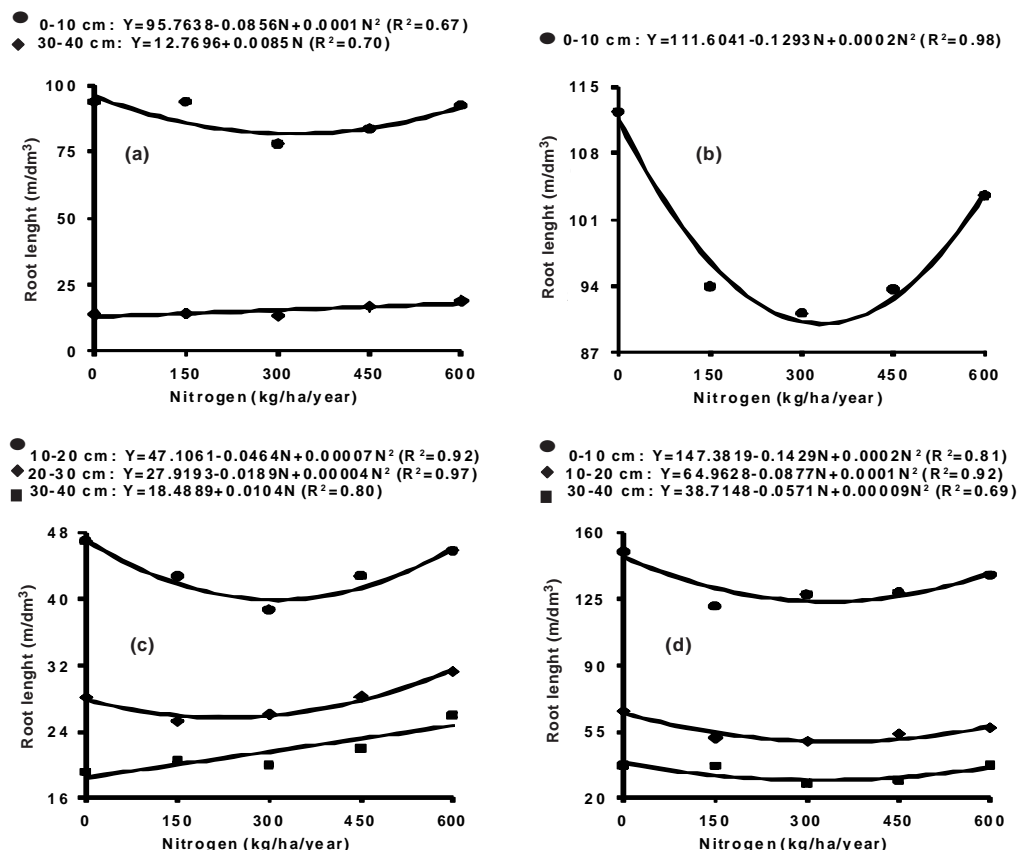 0-10 cm: Y=95.7638-0.0856N+0.0001N² (R²=0.67)
30-40 cm: Y=12.7696+0.0085N (R²=0.70)
100
75
50
25
0
Root lenght (m/dm³)
(a)
0 150 300 450 600
Nitrogen (kg/ha/year)
0-10 cm: Y=111.6041-0.1293N+0.0002N² (R²=0.98)
115
108
101
94
87
Root lenght (m/dm³)
(b)
0 150 300 450 600
Nitrogen (kg/ha/year)
10-20 cm: Y=47.1061-0.0464N+0.00007N² (R²=0.92)
20-30 cm: Y=27.9193-0.0189N+0.00004N² (R²=0.97)
30-40 cm: Y=18.4889+0.0104N (R²=0.80)
48
40
32
24
16
Root lenght (m/dm³)
(c)
0 150 300 450 600
Nitrogen (kg/ha/year)
0-10 cm: Y=147.3819-0.1429N+0.0002N² (R²=0.81)
10-20 cm: Y=64.9628-0.0877N+0.0001N² (R²=0.92)
30-40 cm: Y=38.7148-0.0571N+0.00009N² (R²=0.69)
160
125
90
55
20
Root lenght (m/dm³)
(d)
0 150 300 450 600
Nitrogen (kg/ha/year)